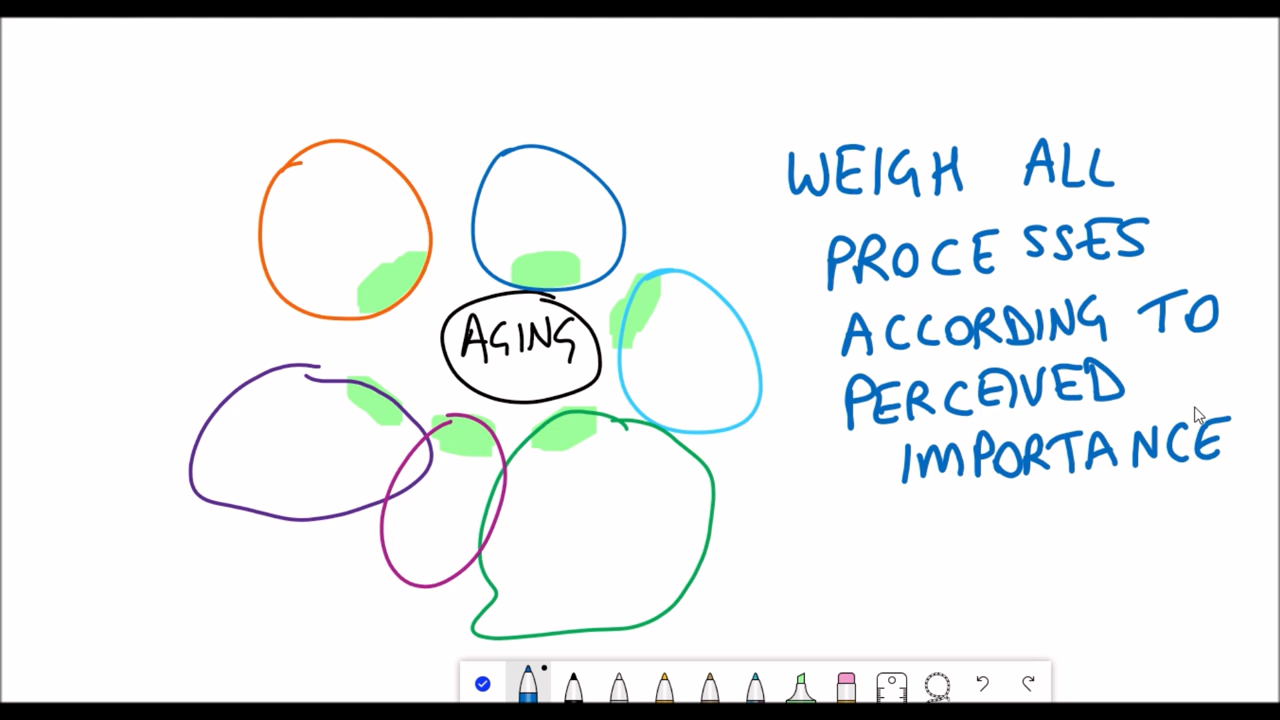 AGING
WEIGH ALL
PROCESSES
ACCORDING TO
PERCEIVED
IMPORTANCE